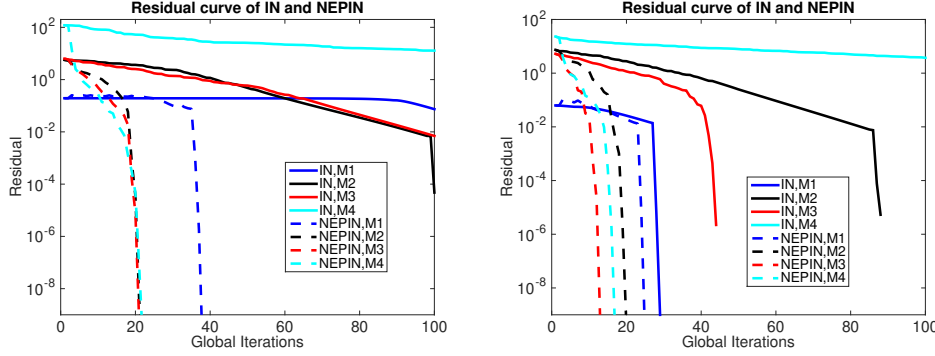 Residual curve of IN and NEPIN
10^2
10^0
10^-2
10^-4
10^-6
10^-8
Residual
IN,M1
IN,M2
IN,M3
IN,M4
NEPIN,M1
NEPIN,M2
NEPIN,M3
NEPIN,M4
0 20 40 60 80 100
Global Iterations
Residual curve of IN and NEPIN
10^2
10^0
10^-2
10^-4
10^-6
10^-8
Residual
IN,M1
IN,M2
IN,M3
IN,M4
NEPIN,M1
NEPIN,M2
NEPIN,M3
NEPIN,M4
0 20 40 60 80 100
Global Iterations